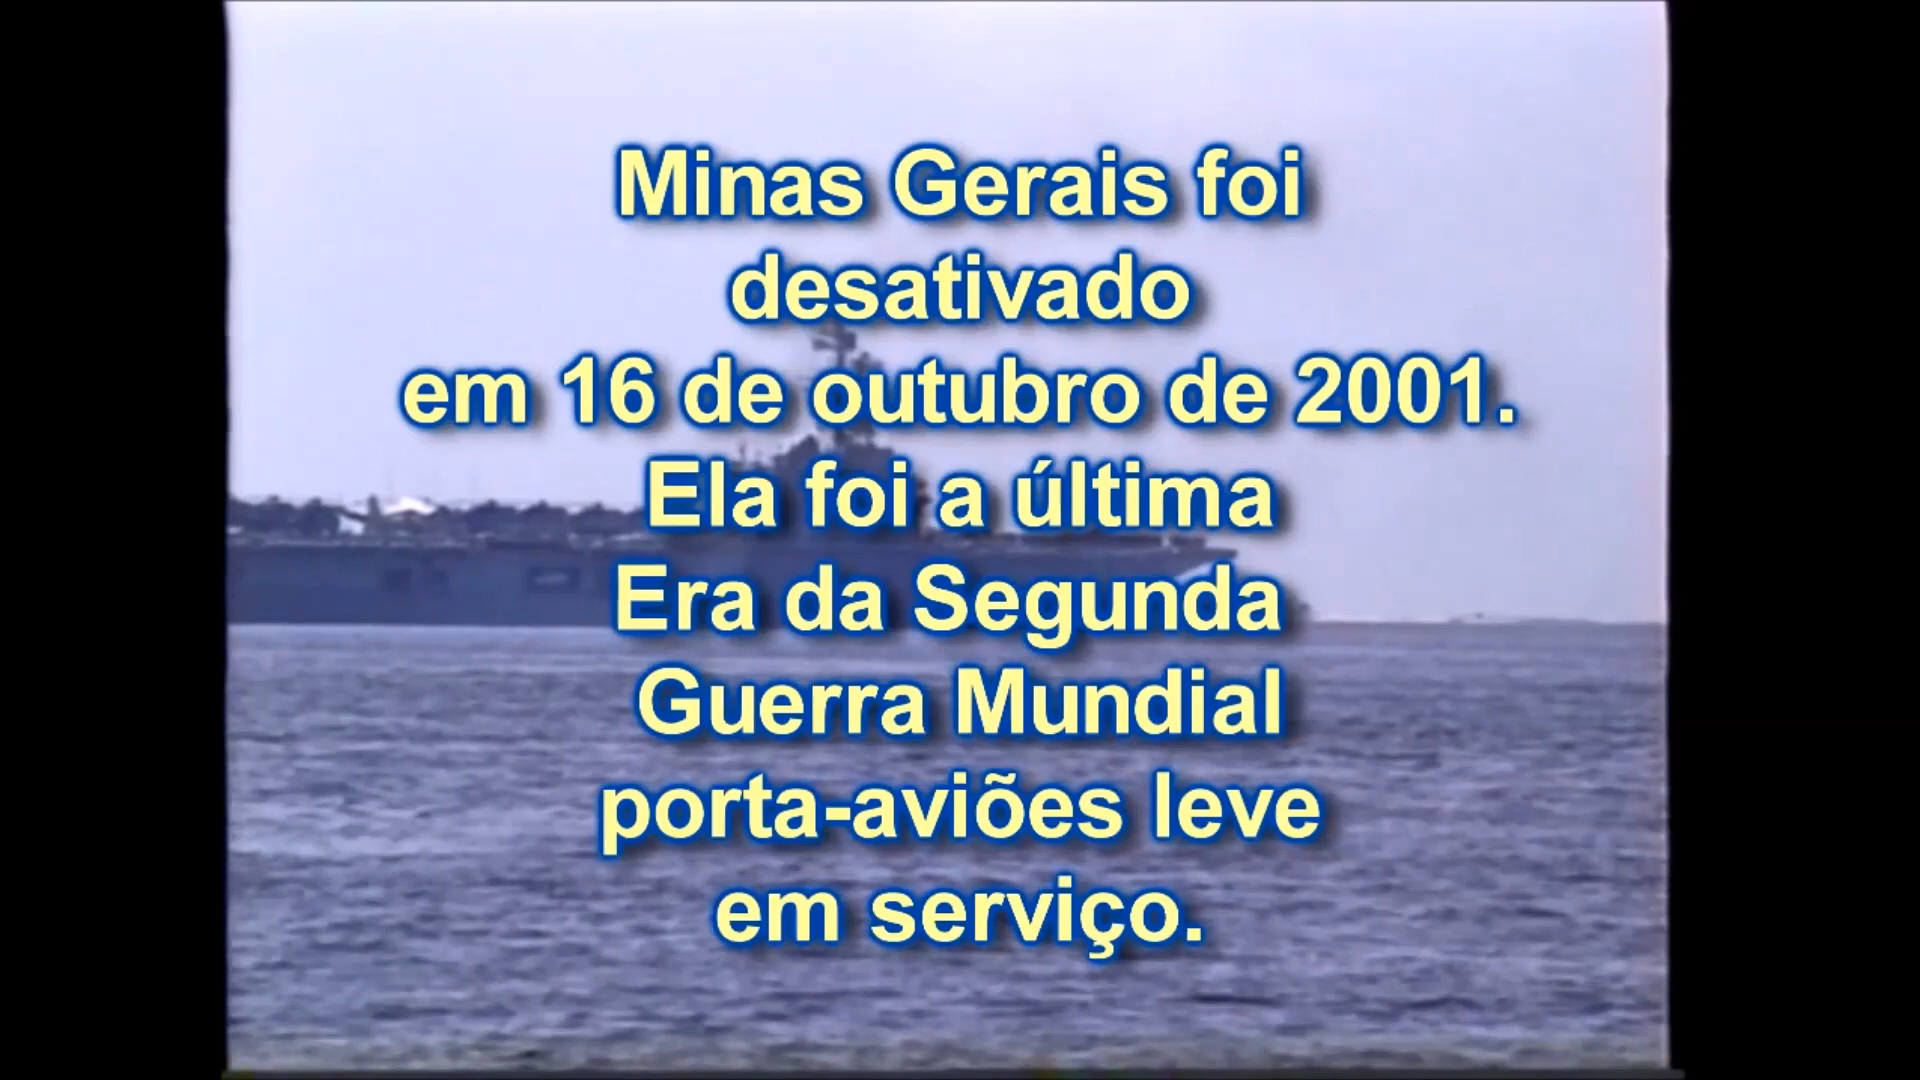 Minas Gerais foi
desativado
em 16 de outubro de 2001.
Ela foi a última
Era da Segunda
Guerra Mundial
porta-aviões leve
em serviço.